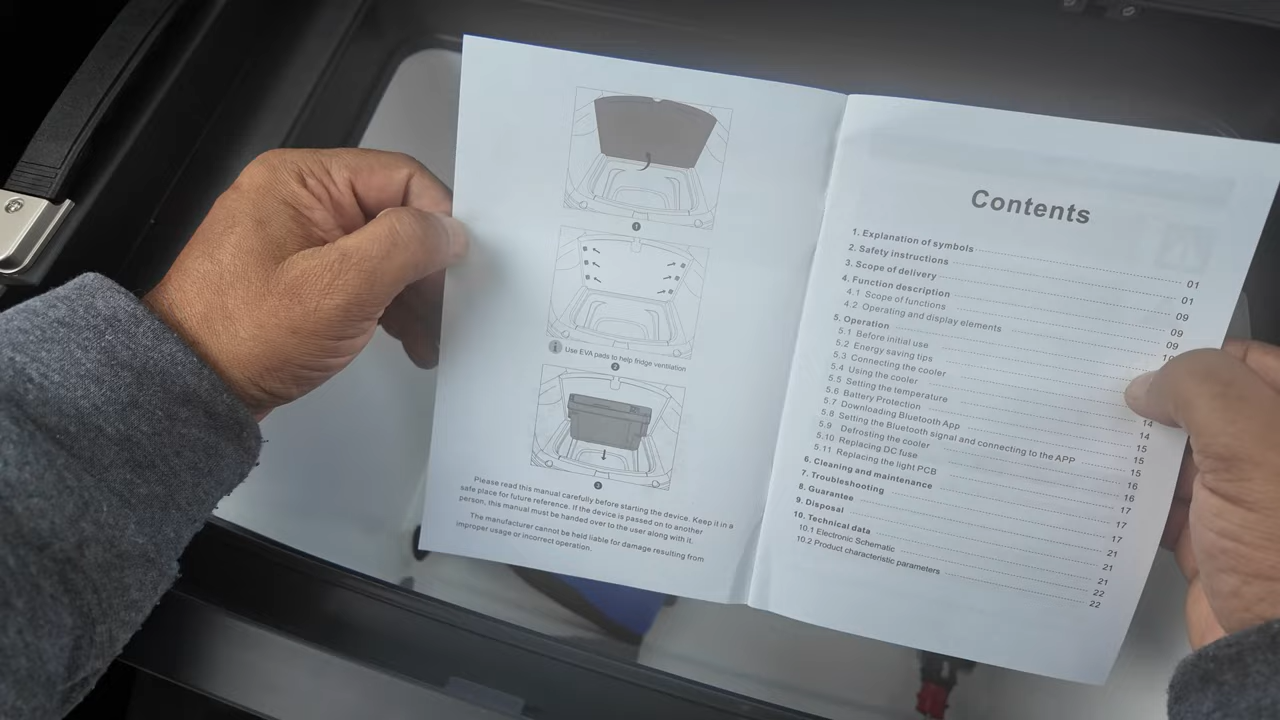 1
i Use EVA pads to help fridge ventilation
2
3
Please read this manual carefully before starting the device. Keep it in a
safe place for future reference. If the device is passed on to another
person, this manual must be handed over to the user along with it.
The manufacturer cannot be held liable for damage resulting from
improper usage or incorrect operation.
Contents
1. Explanation of symbols 01
2. Safety instructions 01
3. Scope of delivery 09
4. Function description 09
4.1 Scope of functions 09
4.2 Operating and display elements
5. Operation
5.1 Before initial use
5.2 Energy saving tips
5.3 Connecting the cooler
5.4 Using the cooler 14
5.5 Setting the temperature 14
5.6 Battery Protection 15
5.7 Downloading Bluetooth App 15
5.8 Setting the Bluetooth signal and connecting to the APP 15
5.9 Defrosting the cooler 16
5.10 Replacing DC fuse 16
5.11 Replacing the light PCB 17
6. Cleaning and maintenance 17
7. Troubleshooting 17
8. Guarantee 21
9. Disposal 21
10. Technical data 21
10.1 Electronic Schematic 22
10.2 Product characteristic parameters 22